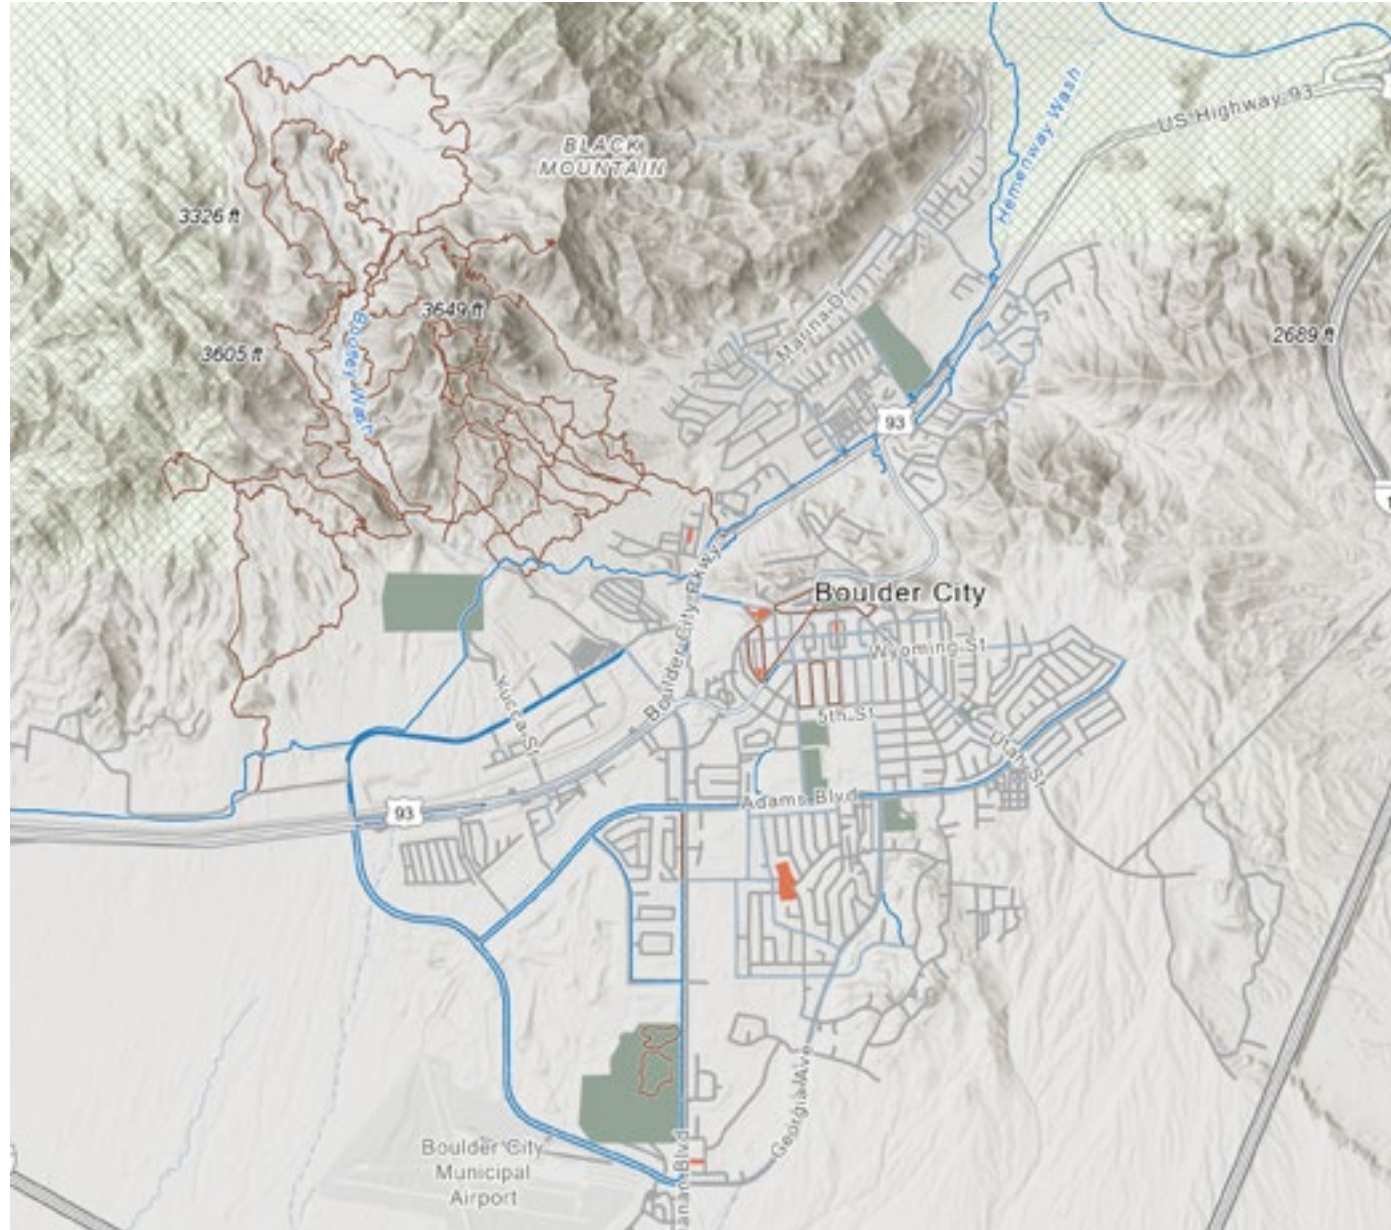 US Highway 93
Hemenway Wash
BLACK
MOUNTAIN
3326 ft
3649 ft
Marina Dr
2689 ft
3605 ft
Bootleg Wash
93
Boulder City Pkwy
Boulder City
Wyoming St
Yucca St
5th St
Utah St
Adams Blvd
93
Georgia Ave
Boulder City
Municipal
Airport